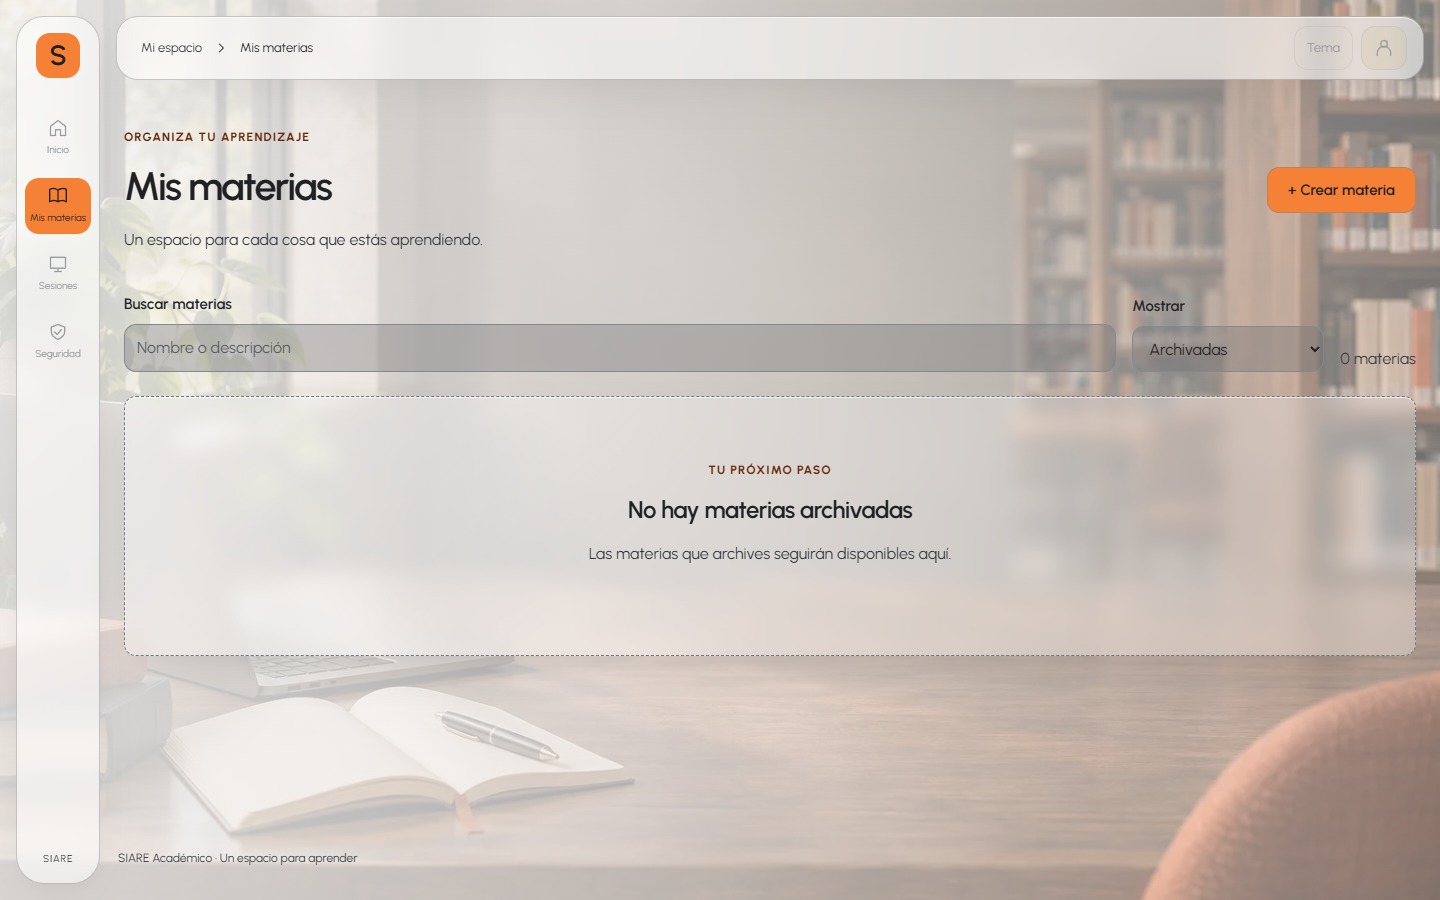 S
Mi espacio > Mis materias
Tema
Inicio
Mis materias
Sesiones
Seguridad
SIARE
ORGANIZA TU APRENDIZAJE
Mis materias
+ Crear materia
Un espacio para cada cosa que estás aprendiendo.
Buscar materias
Nombre o descripción
Mostrar
Archivadas
0 materias
TU PRÓXIMO PASO
No hay materias archivadas
Las materias que archives seguirán disponibles aquí.
SIARE Académico · Un espacio para aprender